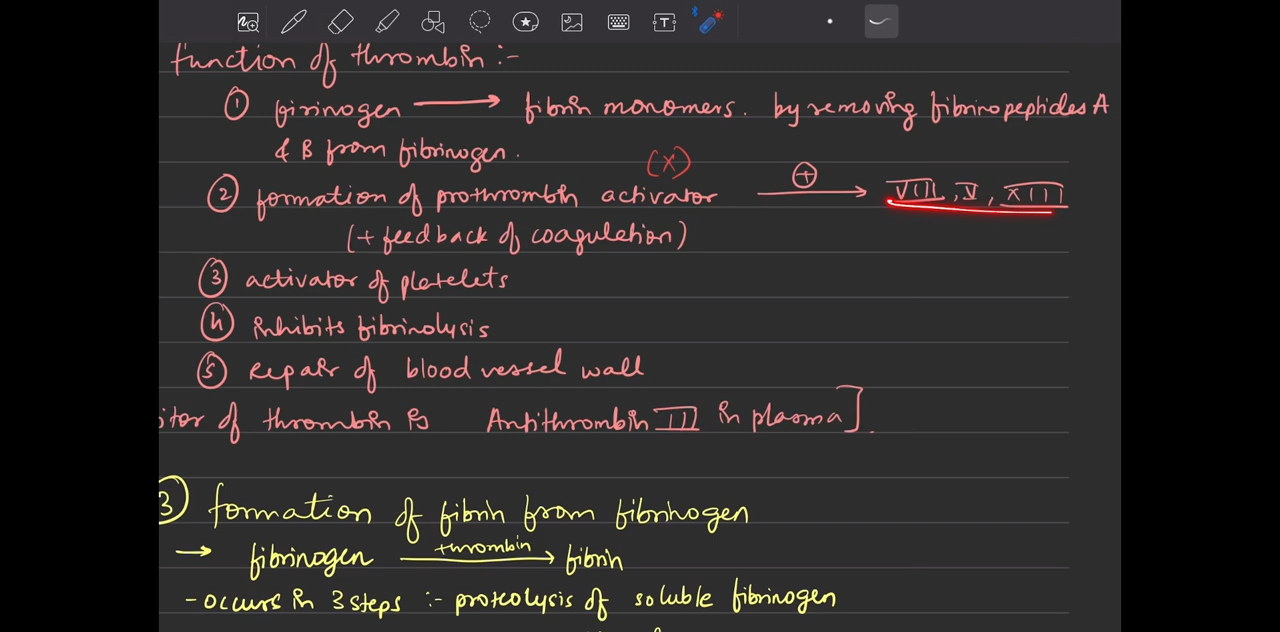 function of thrombin :-
① firinogen → fibrin monomers. by removing fibrinopeptides A
& B from fibrinogen.
(X)
② formation of prothrombin activator ⊕ → VIII, V, XIII
(+ feedback of coagulation)
③ activator of platelets
④ inhibits fibrinolysis
⑤ repair of blood vessel wall
itor of thrombin is Antithrombin III in plasma].
③ formation of fibrin from fibrinogen
→ fibrinogen thrombin → fibrin
- occurs in 3 steps :- proteolysis of soluble fibrinogen